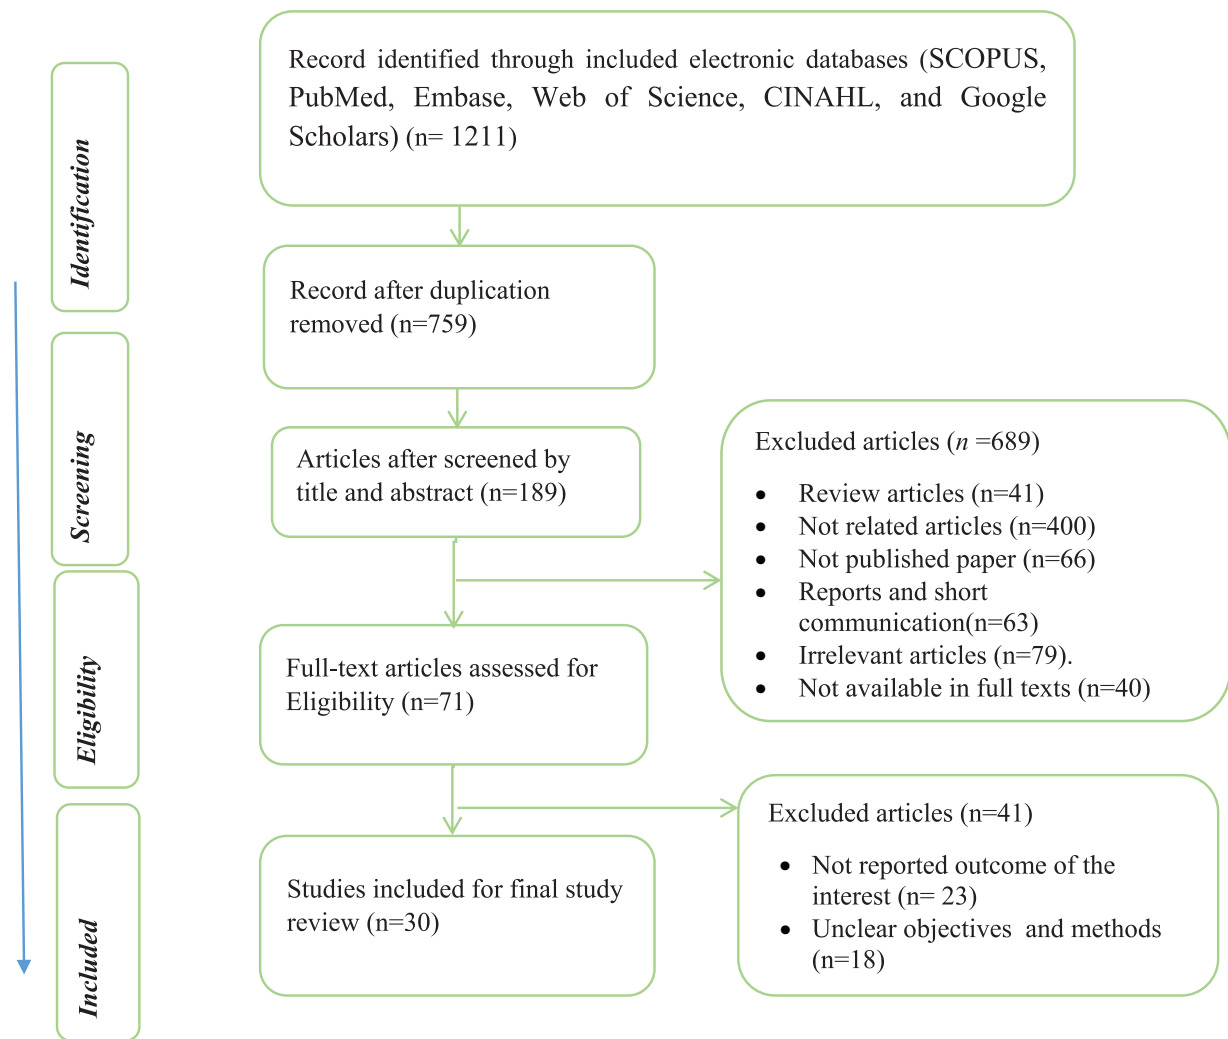 Record identified through included electronic databases (SCOPUS,
PubMed, Embase, Web of Science, CINAHL, and Google
Scholars) (n= 1211)
Identification
Record after duplication
removed (n=759)
Screening
Articles after screened by
title and abstract (n=189)
Excluded articles (n =689)
• Review articles (n=41)
• Not related articles (n=400)
• Not published paper (n=66)
• Reports and short
communication(n=63)
• Irrelevant articles (n=79).
• Not available in full texts (n=40)
Eligibility
Full-text articles assessed for
Eligibility (n=71)
Excluded articles (n=41)
• Not reported outcome of the
interest (n= 23)
• Unclear objectives and methods
(n=18)
Included
Studies included for final study
review (n=30)